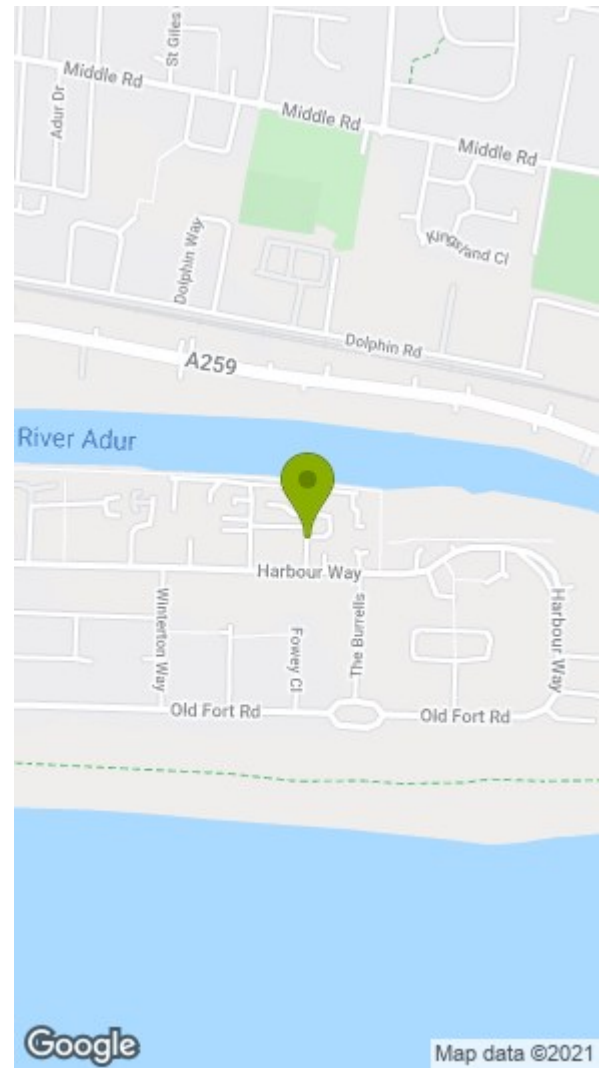 St Giles
Middle Rd
Adur Dr
Middle Rd
Middle Rd
Dolphin Way
Dolphin Rd
A259
River Adur
Harbour Way
Winterton Way
Fowey Cl
The Burrells
Harbour Way
Old Fort Rd
Old Fort Rd
Google
Map data ©2021